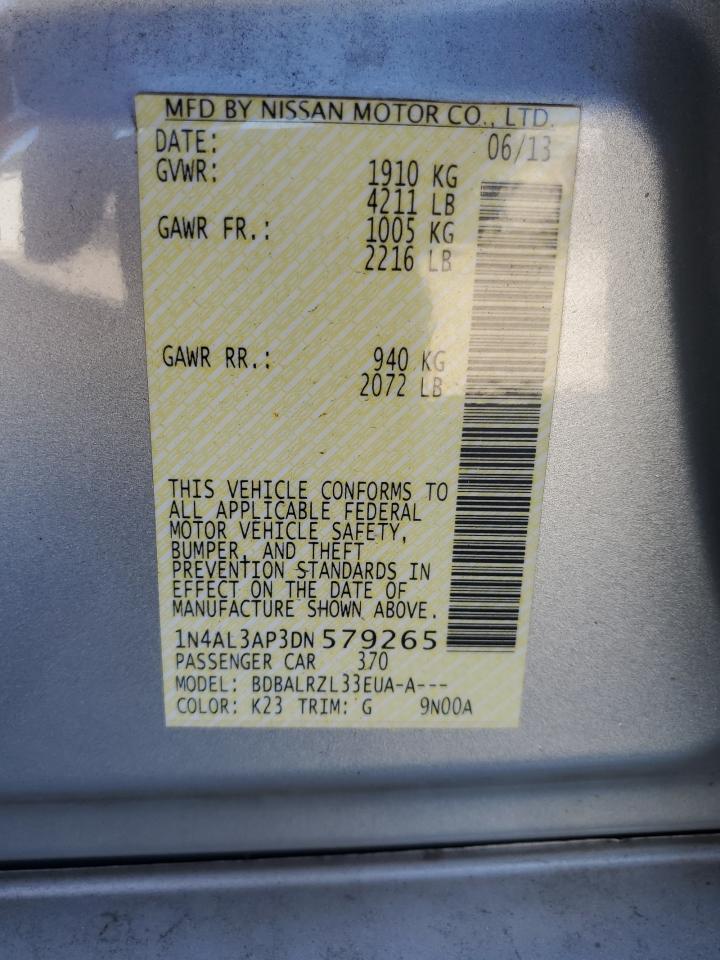 MFD BY NISSAN MOTOR CO., LTD.
DATE: 06/13
GVWR: 1910 KG
4211 LB
GAWR FR.: 1005 KG
2216 LB
GAWR RR.: 940 KG
2072 LB
THIS VEHICLE CONFORMS TO
ALL APPLICABLE FEDERAL
MOTOR VEHICLE SAFETY,
BUMPER, AND THEFT
PREVENTION STANDARDS IN
EFFECT ON THE DATE OF
MANUFACTURE SHOWN ABOVE.
1N4AL3AP3DN 579265
PASSENGER CAR 370
MODEL: BDBALRZL33EUA-A---
COLOR: K23 TRIM: G 9N00A